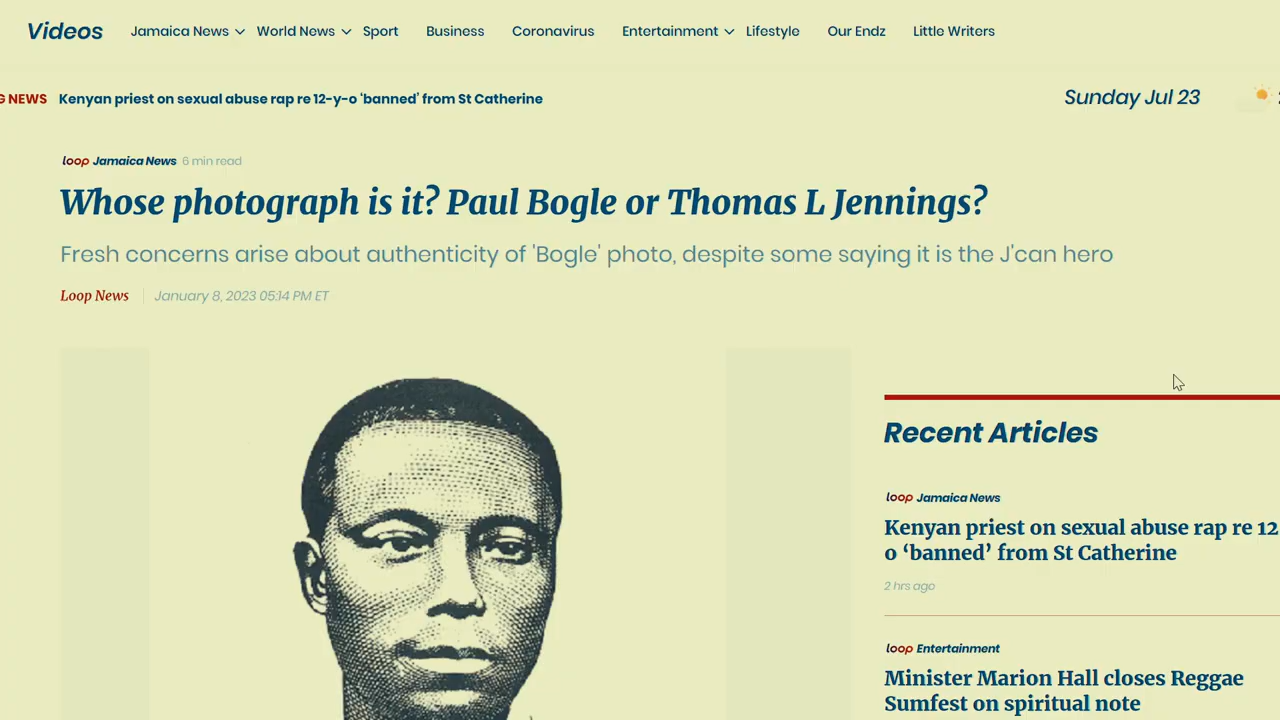 Videos Jamaica News World News Sport Business Coronavirus Entertainment Lifestyle Our Endz Little Writers
NEWS Kenyan priest on sexual abuse rap re 12-y-o ‘banned’ from St Catherine Sunday Jul 23
loop Jamaica News 6 min read
Whose photograph is it? Paul Bogle or Thomas L Jennings?
Fresh concerns arise about authenticity of 'Bogle' photo, despite some saying it is the J'can hero
Loop News January 8, 2023 05:14 PM ET
Recent Articles
loop Jamaica News
Kenyan priest on sexual abuse rap re 12
o ‘banned’ from St Catherine
2 hrs ago
loop Entertainment
Minister Marion Hall closes Reggae
Sumfest on spiritual note